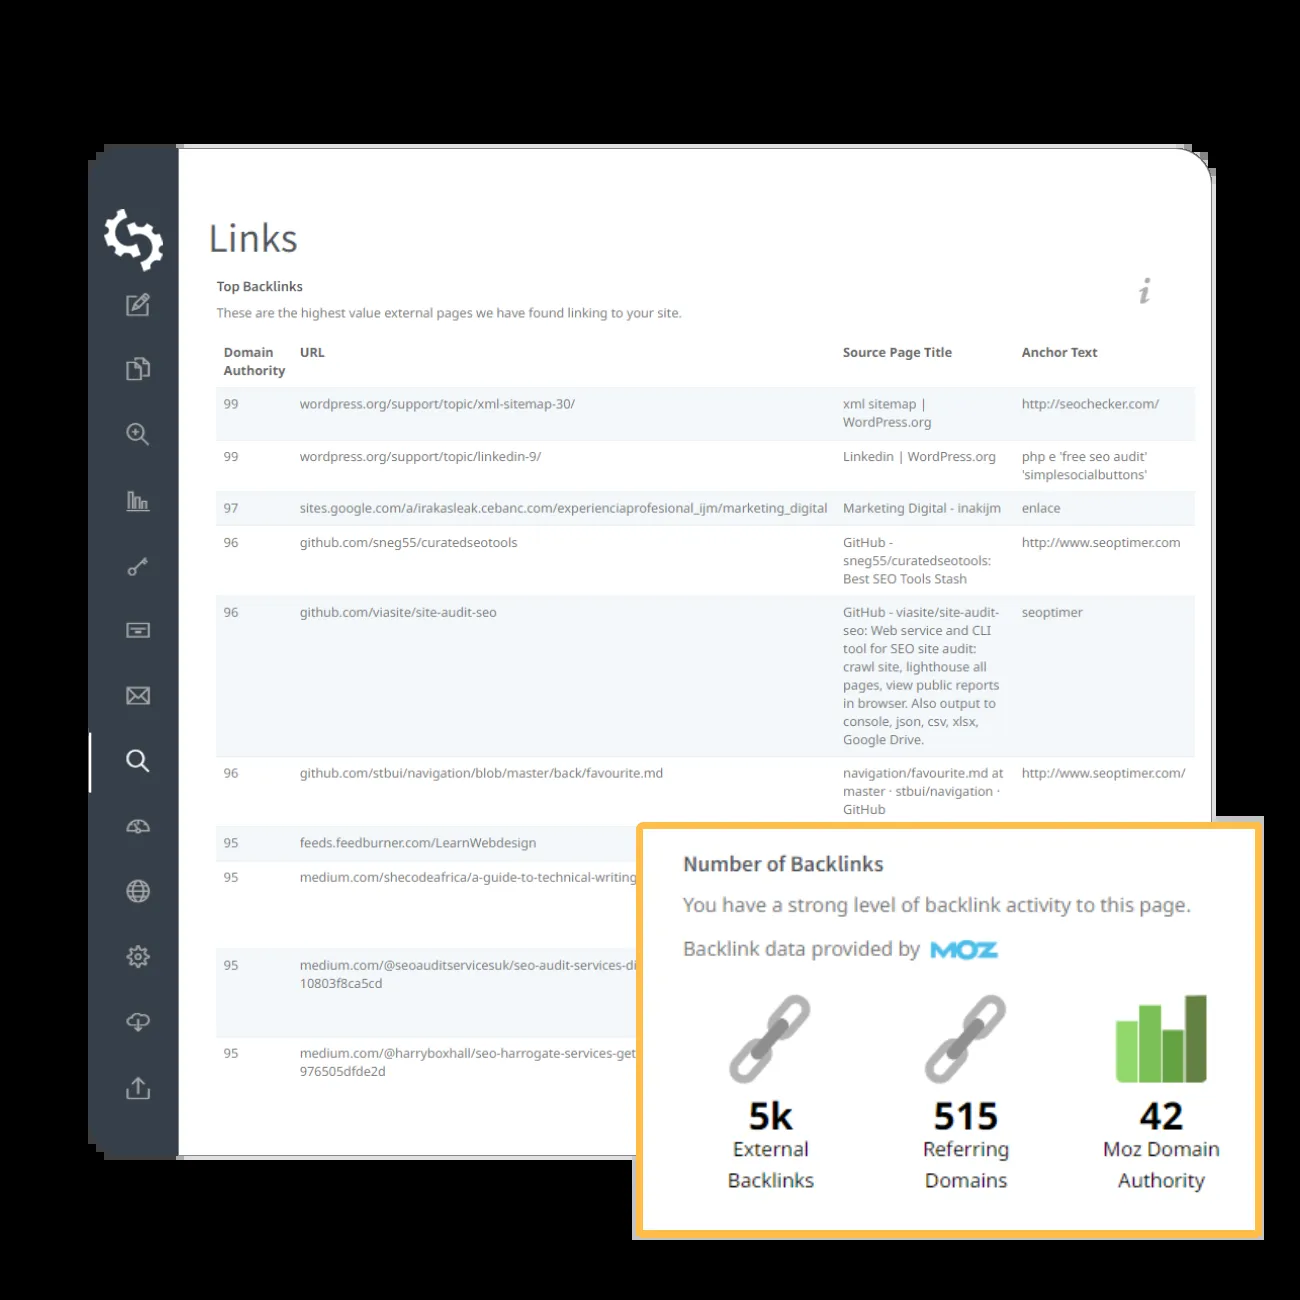 Links
Top Backlinks
These are the highest value external pages we have found linking to your site.
i
Domain Authority URL Source Page Title Anchor Text
99 wordpress.org/support/topic/xml-sitemap-30/ xml sitemap | http://seochecker.com/
WordPress.org
99 wordpress.org/support/topic/linkedin-9/ Linkedin | WordPress.org php e 'free seo audit'
'simplesocialbuttons'
97 sites.google.com/a/irakasleak.cebanc.com/experienciaprofesional_ijm/marketing_digital Marketing Digital - inakijm enlace
96 github.com/sneg55/curatedseotools GitHub - http://www.seoptimer.com
sneg55/curatedseotools:
Best SEO Tools Stash
96 github.com/viasite/site-audit-seo GitHub - viasite/site-audit- seoptimer
seo: Web service and CLI
tool for SEO site audit:
crawl site, lighthouse all
pages, view public reports
in browser. Also output to
console, json, csv, xlsx,
Google Drive.
96 github.com/stbui/navigation/blob/master/back/favourite.md navigation/favourite.md at http://www.seoptimer.com/
master · stbui/navigation ·
GitHub
95 feeds.feedburner.com/LearnWebdesign
95 medium.com/shecodeafrica/a-guide-to-technical-writing
95 medium.com/@seoauditservicesuk/seo-audit-services-di
10803f8ca5cd
95 medium.com/@harryboxhall/seo-harrogate-services-get
976505dfde2d
Number of Backlinks
You have a strong level of backlink activity to this page.
Backlink data provided by MOZ
5k 515 42
External Referring Moz Domain
Backlinks Domains Authority